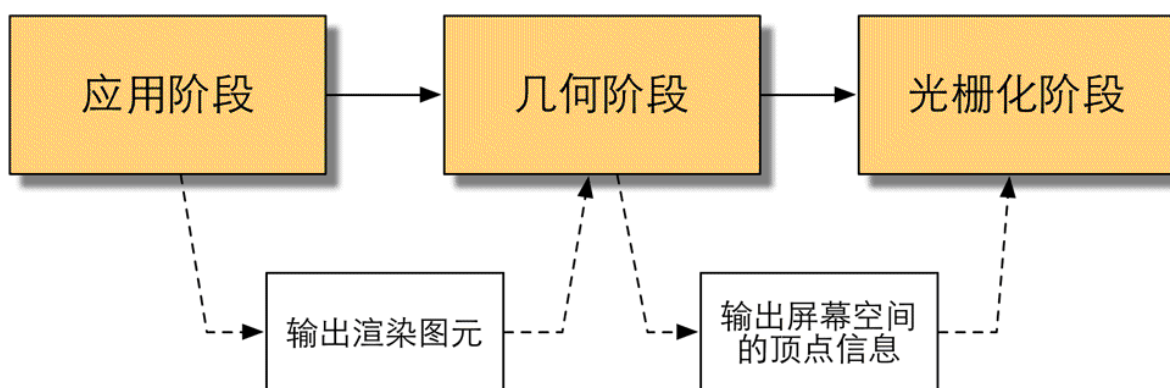 应用阶段
几何阶段
光栅化阶段
输出渲染图元
输出屏幕空间
的顶点信息